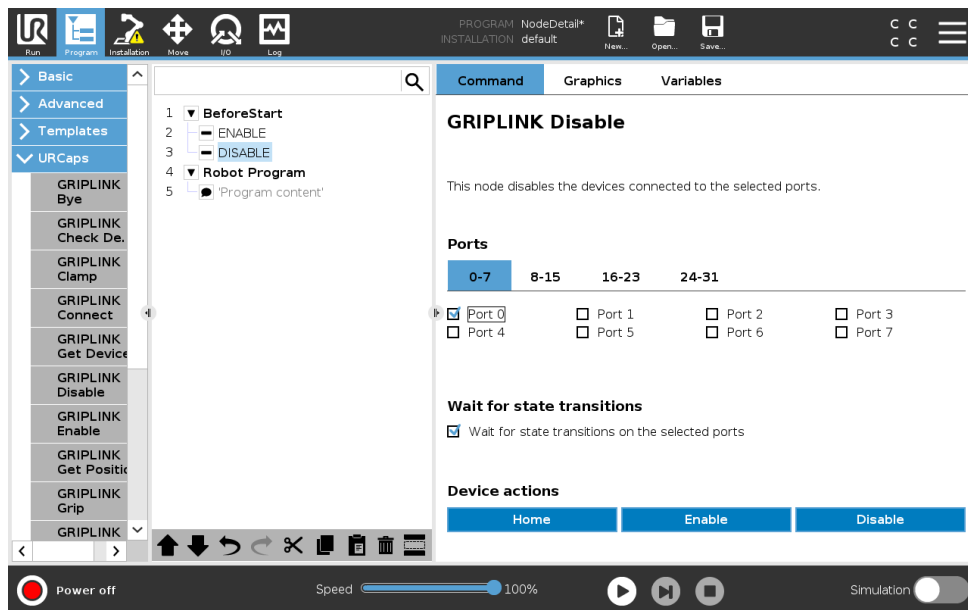 PROGRAM NodeDetail*
INSTALLATION default
Run Program Installation Move I/O Log New... Open... Save...
C C
C C
Basic
Advanced
Templates
URCaps
GRIPLINK
Bye
GRIPLINK
Check De.
GRIPLINK
Clamp
GRIPLINK
Connect
GRIPLINK
Get Device
GRIPLINK
Disable
GRIPLINK
Enable
GRIPLINK
Get Positio
GRIPLINK
Grip
GRIPLINK
1 BeforeStart
2 ENABLE
3 DISABLE
4 Robot Program
5 'Program content'
Command Graphics Variables
GRIPLINK Disable
This node disables the devices connected to the selected ports.
Ports
0-7 8-15 16-23 24-31
Port 0 Port 1 Port 2 Port 3
Port 4 Port 5 Port 6 Port 7
Wait for state transitions
Wait for state transitions on the selected ports
Device actions
Home Enable Disable
Power off Speed 100% Simulation